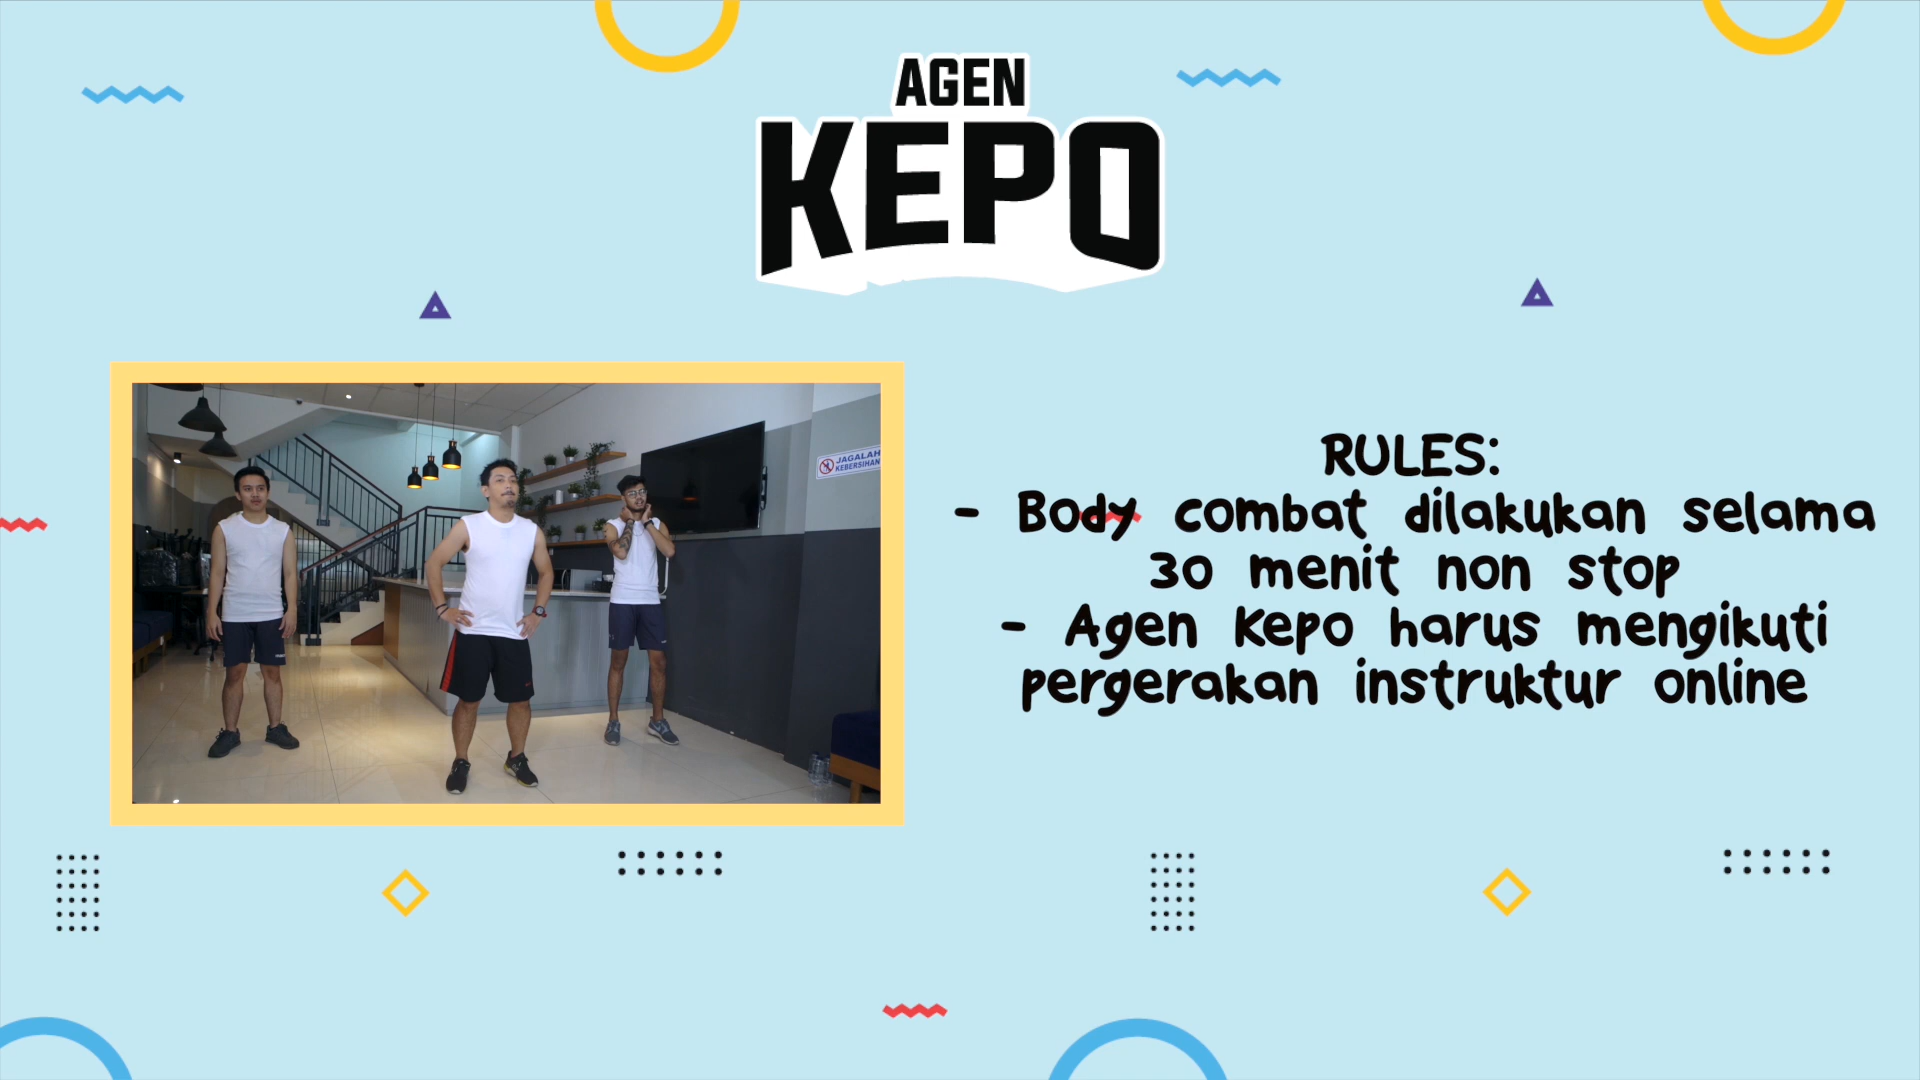 AGEN
KEPO
JAGALAH
KEBERSIHAN
RULES:
- Body combat dilakukan selama
30 menit non stop
- Agen Kepo harus mengikuti
pergerakan instruktur online